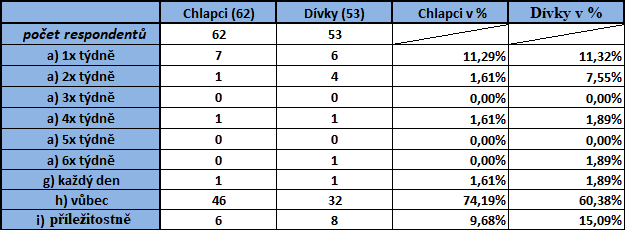 Chlapci (62) Dívky (53) Chlapci v % Dívky v %
počet respondentů 62 53
a) 1x týdně 7 6 11,29% 11,32%
a) 2x týdně 1 4 1,61% 7,55%
a) 3x týdně 0 0 0,00% 0,00%
a) 4x týdně 1 1 1,61% 1,89%
a) 5x týdně 0 0 0,00% 0,00%
a) 6x týdně 0 1 0,00% 1,89%
g) každý den 1 1 1,61% 1,89%
h) vůbec 46 32 74,19% 60,38%
i) příležitostně 6 8 9,68% 15,09%